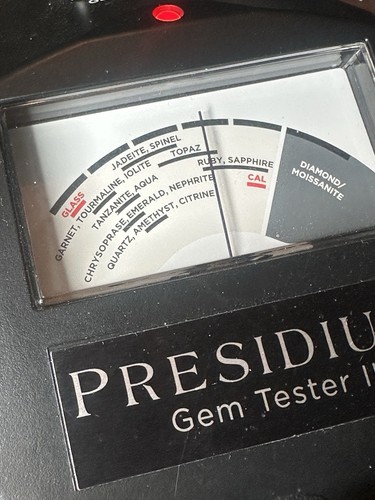 JADEITE, SPINEL
TOPAZ
RUBY, SAPPHIRE
CAL
DIAMOND/
MOISSANITE
GLASS
GARNET, TOURMALINE, IOLITE
TANZANITE, AQUA
CHRYSOPRASE, EMERALD, NEPHRITE
QUARTZ, AMETHYST, CITRINE
PRESIDIU
Gem Tester I